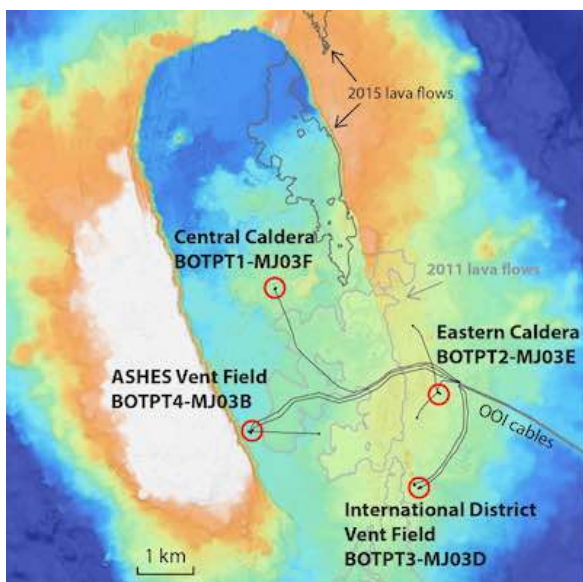 2015 lava flows
Central Caldera
BOTPT1-MJ03F
2011 lava flows
Eastern Caldera
BOTPT2-MJ03E
ASHES Vent Field
BOTPT4-MJ03B
OOI cables
International District
Vent Field
BOTPT3-MJ03D
1 km